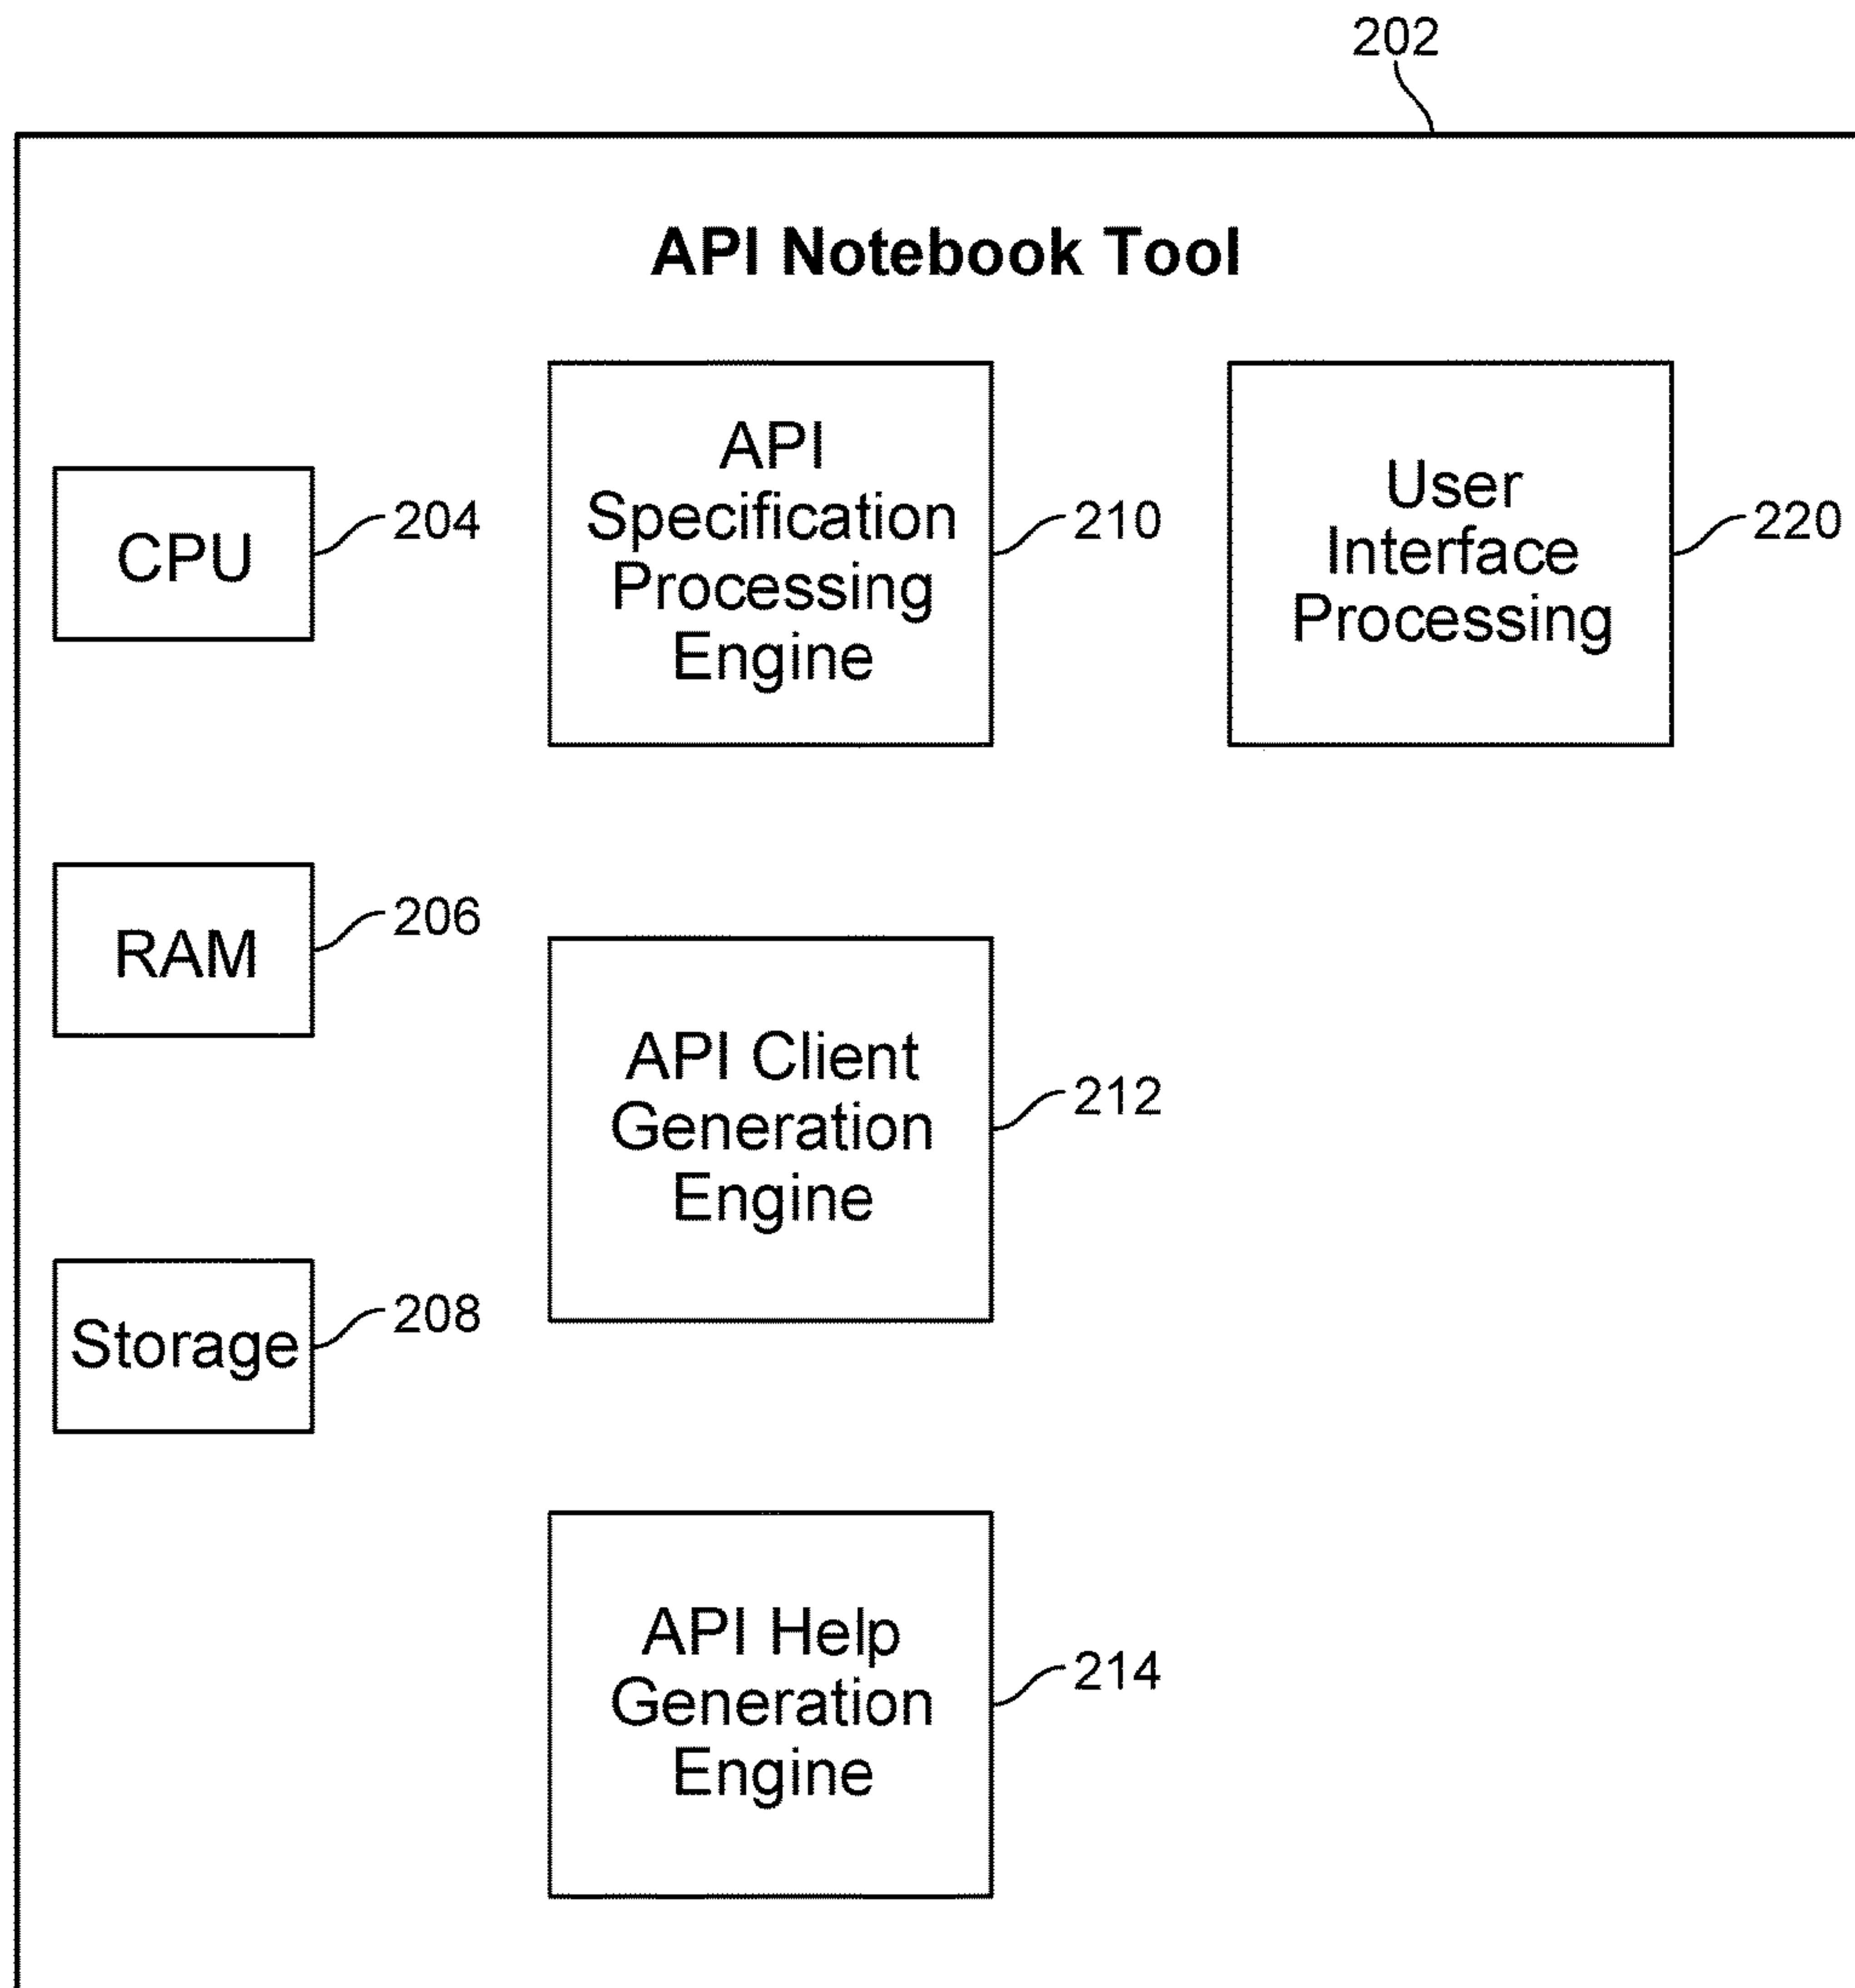 202
API Notebook Tool
CPU
204
RAM
206
Storage
208
API
Specification
Processing
Engine
210
API Client
Generation
Engine
212
API Help
Generation
Engine
214
User
Interface
Processing
220